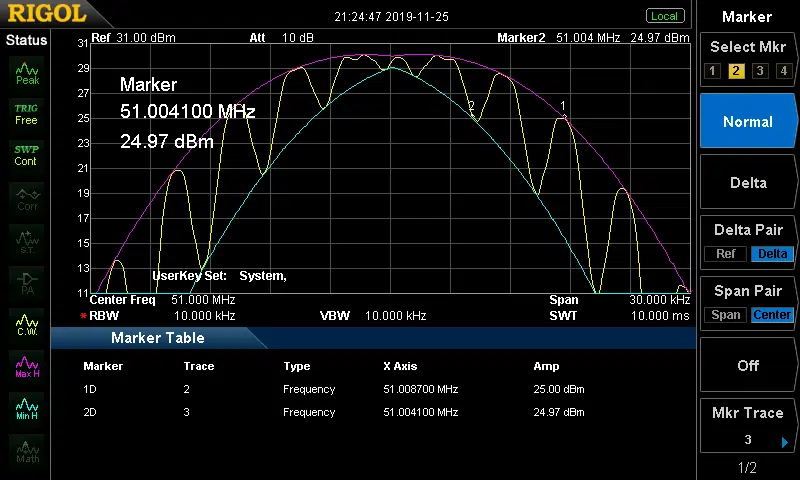 RIGOL
21:24:47 2019-11-25
Local
Marker
Status
Ref 31.00 dBm Att 10 dB Marker2 51.004 MHz 24.97 dBm
Select Mkr
1 2 3 4
Peak
TRIG
Free
SWP
Cont
Corr
S.T.
PA
C.W.
Max H
Min H
Math
31
29
27
25
23
21
19
17
15
13
11
Marker
51.004100 MHz
24.97 dBm
2
1
UserKey Set: System,
Center Freq 51.000 MHz Span 30.000 kHz
*RBW 10.000 kHz VBW 10.000 kHz SWT 10.000 ms
Marker Table
Marker Trace Type X Axis Amp
1D 2 Frequency 51.008700 MHz 25.00 dBm
2D 3 Frequency 51.004100 MHz 24.97 dBm
Normal
Delta
Delta Pair
Ref Delta
Span Pair
Span Center
Off
Mkr Trace
3
1/2